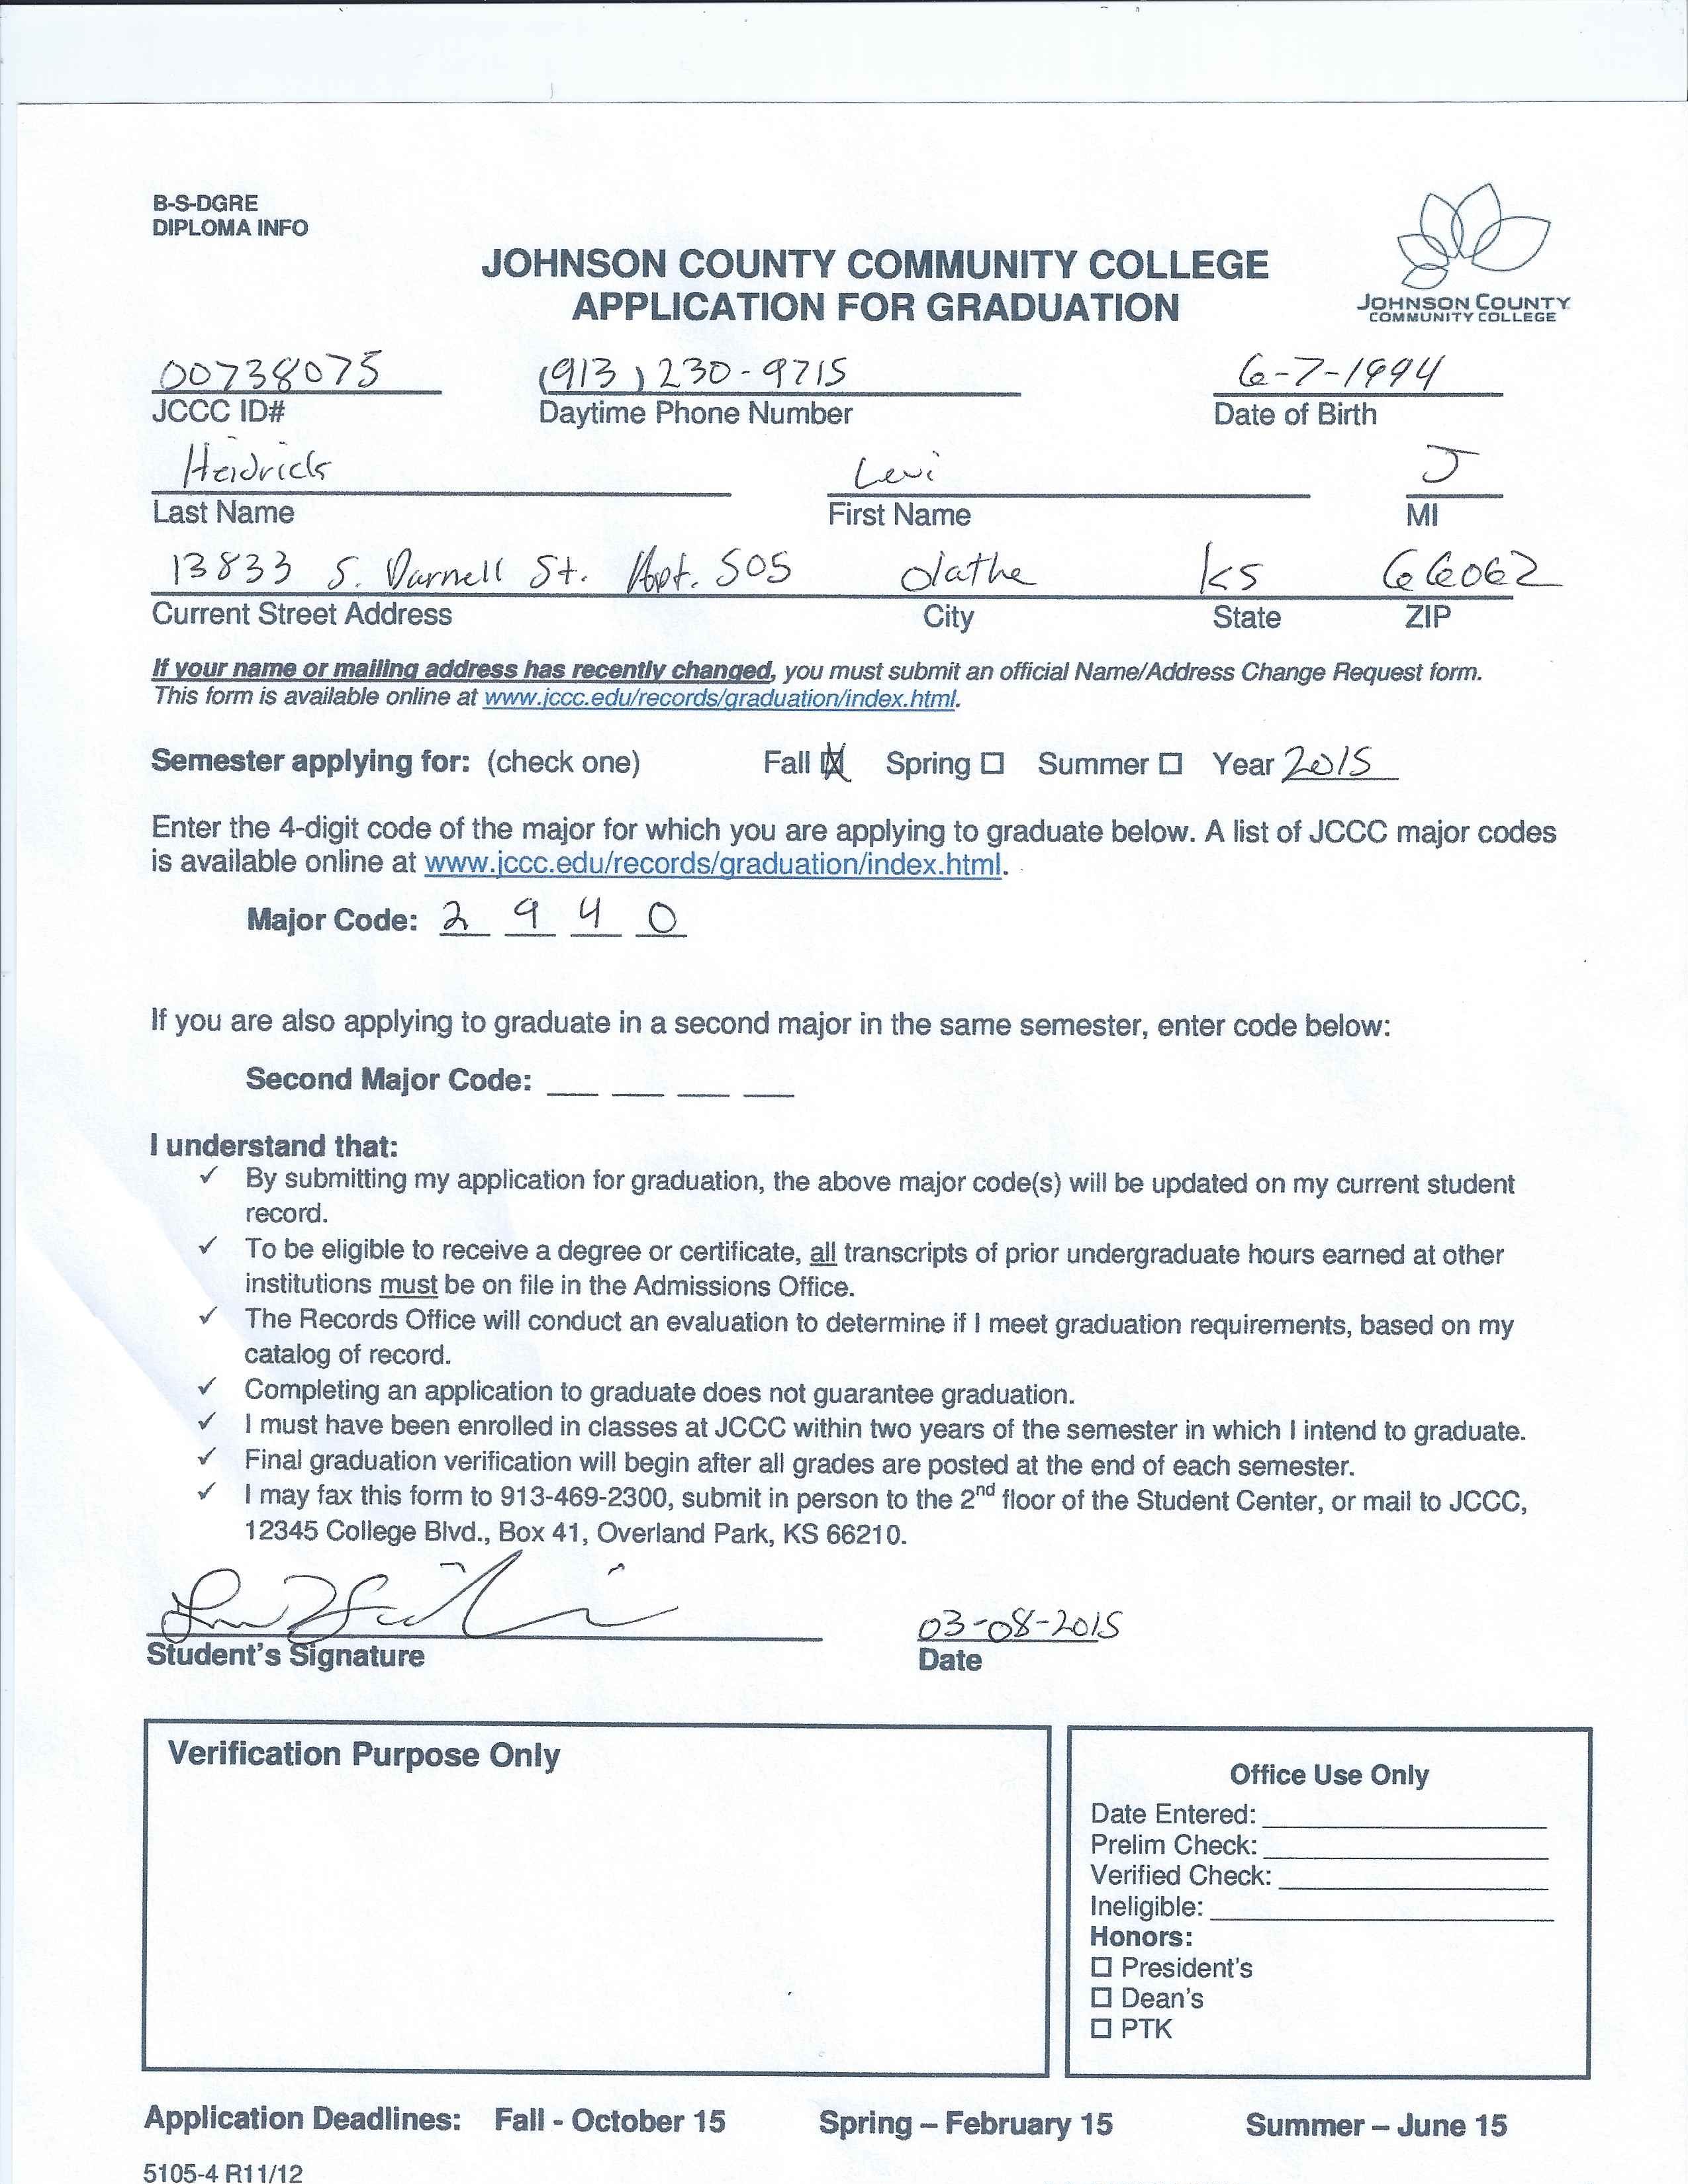 B-S-DGRE
DIPLOMA INFO
JOHNSON COUNTY COMMUNITY COLLEGE
APPLICATION FOR GRADUATION
JOHNSON COUNTY
COMMUNITY COLLEGE
00738075 (913) 230-9715 6-7-1994
JCCC ID# Daytime Phone Number Date of Birth
Heidrick Levi J
Last Name First Name MI
13833 S. Darnell St. Apt. 505 Olathe KS 66062
Current Street Address City State ZIP
If your name or mailing address has recently changed, you must submit an official Name/Address Change Request form.
This form is available online at www.jccc.edu/records/graduation/index.html.
Semester applying for: (check one) Fall ☒ Spring ☐ Summer ☐ Year 2015
Enter the 4-digit code of the major for which you are applying to graduate below. A list of JCCC major codes
is available online at www.jccc.edu/records/graduation/index.html.
Major Code: 2 9 4 0
If you are also applying to graduate in a second major in the same semester, enter code below:
Second Major Code: __ __ __ __
I understand that:
✓ By submitting my application for graduation, the above major code(s) will be updated on my current student
record.
✓ To be eligible to receive a degree or certificate, all transcripts of prior undergraduate hours earned at other
institutions must be on file in the Admissions Office.
✓ The Records Office will conduct an evaluation to determine if I meet graduation requirements, based on my
catalog of record.
✓ Completing an application to graduate does not guarantee graduation.
✓ I must have been enrolled in classes at JCCC within two years of the semester in which I intend to graduate.
✓ Final graduation verification will begin after all grades are posted at the end of each semester.
✓ I may fax this form to 913-469-2300, submit in person to the 2nd floor of the Student Center, or mail to JCCC,
12345 College Blvd., Box 41, Overland Park, KS 66210.
03-08-2015
Student's Signature Date
Verification Purpose Only
Office Use Only
Date Entered:
Prelim Check:
Verified Check:
Ineligible:
Honors:
☐ President's
☐ Dean's
☐ PTK
Application Deadlines: Fall - October 15 Spring – February 15 Summer – June 15
5105-4 R11/12